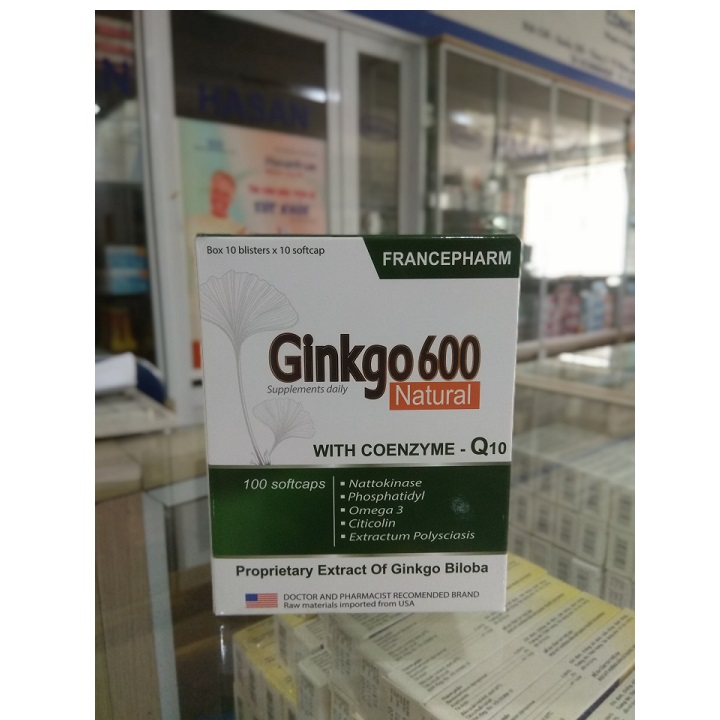 HASAN
Box 10 blisters x 10 softcap
FRANCEPHARM
Ginkgo 600
Supplements daily
Natural
WITH COENZYME - Q10
100 softcaps
▪ Nattokinase
▪ Phosphatidyl
▪ Omega 3
▪ Citicolin
▪ Extractum Polysciasis
Proprietary Extract Of Ginkgo Biloba
DOCTOR AND PHARMACIST RECOMENDED BRAND
Raw materials imported from USA